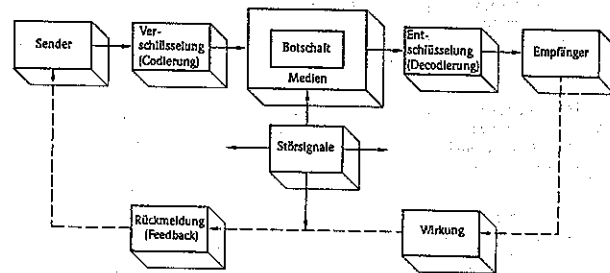 Sender
Ver-
schlüsselung
(Codierung)
Botschaft
Medien
Ent-
schlüsselung
(Decodierung)
Empfänger
Störsignale
Rückmeldung
(Feedback)
Wirkung